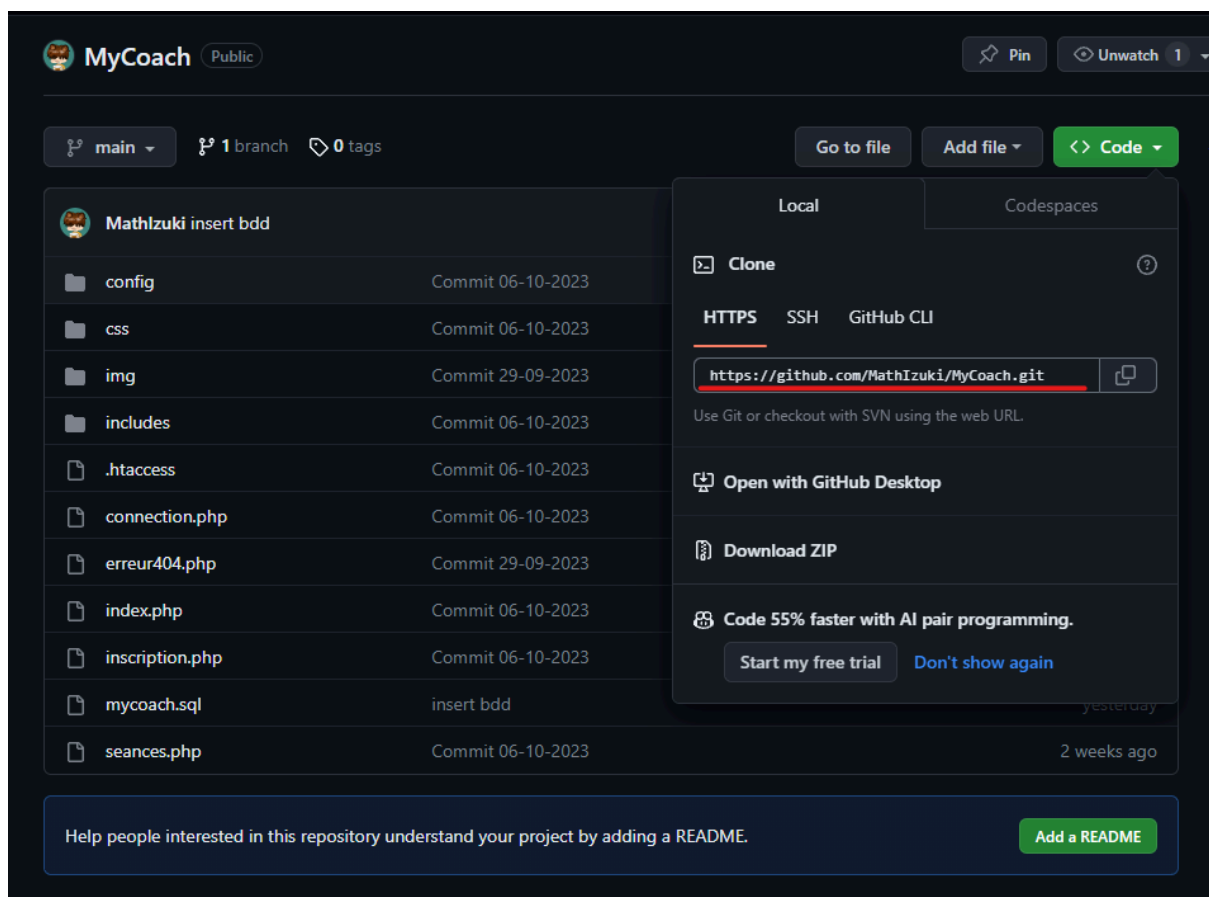 MyCoach Public Pin Unwatch 1
main 1 branch 0 tags Go to file Add file <> Code
Local Codespaces
MathIzuki insert bdd
Clone
config Commit 06-10-2023
HTTPS SSH GitHub CLI
css Commit 06-10-2023
img Commit 29-09-2023
https://github.com/MathIzuki/MyCoach.git
Use Git or checkout with SVN using the web URL.
includes Commit 06-10-2023
.htaccess Commit 06-10-2023
Open with GitHub Desktop
connection.php Commit 06-10-2023
Download ZIP
erreur404.php Commit 29-09-2023
index.php Commit 06-10-2023
Code 55% faster with AI pair programming.
inscription.php Commit 06-10-2023
Start my free trial Don't show again
mycoach.sql insert bdd yesterday
seances.php Commit 06-10-2023 2 weeks ago
Help people interested in this repository understand your project by adding a README. Add a README